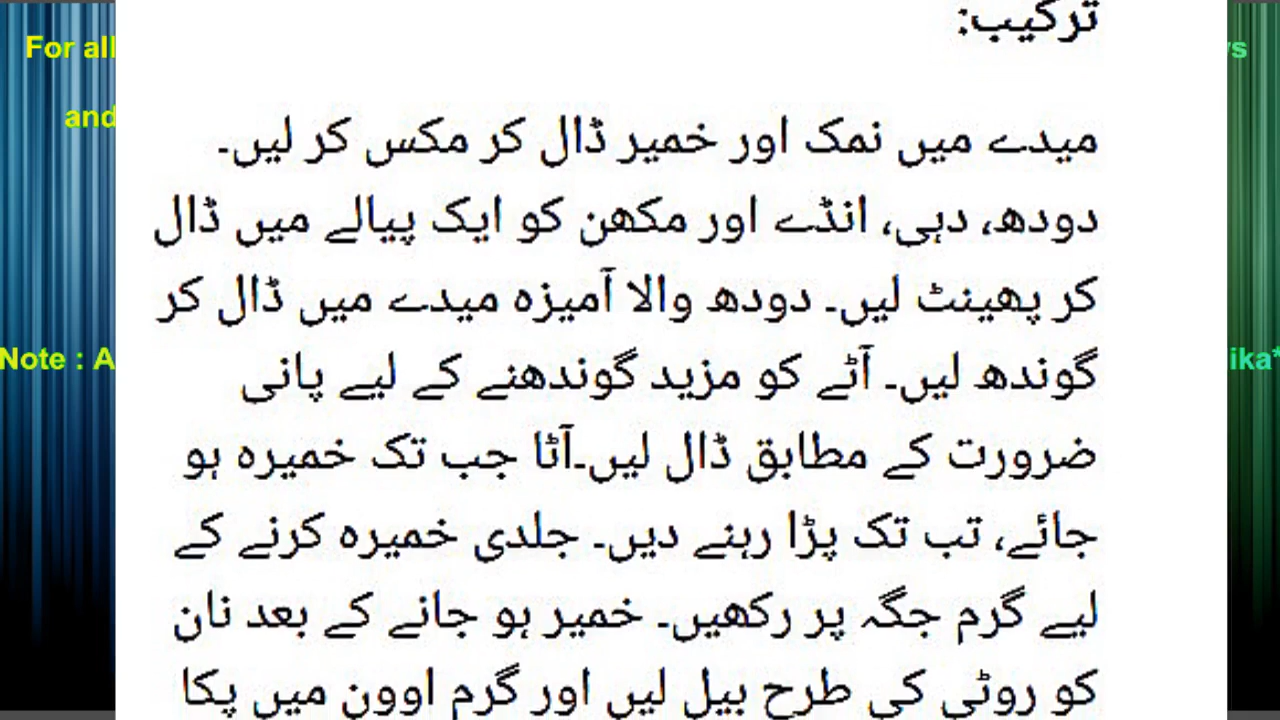 ترکیب:
میدے میں نمک اور خمیر ڈال کر مکس کر لیں۔
دودھ، دہی، انڈے اور مکھن کو ایک پیالے میں ڈال
کر پھینٹ لیں۔ دودھ والا آمیزہ میدے میں ڈال کر
گوندھ لیں۔ آٹے کو مزید گوندھنے کے لیے پانی
ضرورت کے مطابق ڈال لیں۔آٹا جب تک خمیرہ ہو
جائے، تب تک پڑا رہنے دیں۔ جلدی خمیرہ کرنے کے
لیے گرم جگہ پر رکھیں۔ خمیر ہو جانے کے بعد نان
کو روٹی کی طرح بیل لیں اور گرم اوون میں پکا
For all
and
Note : A
ika*